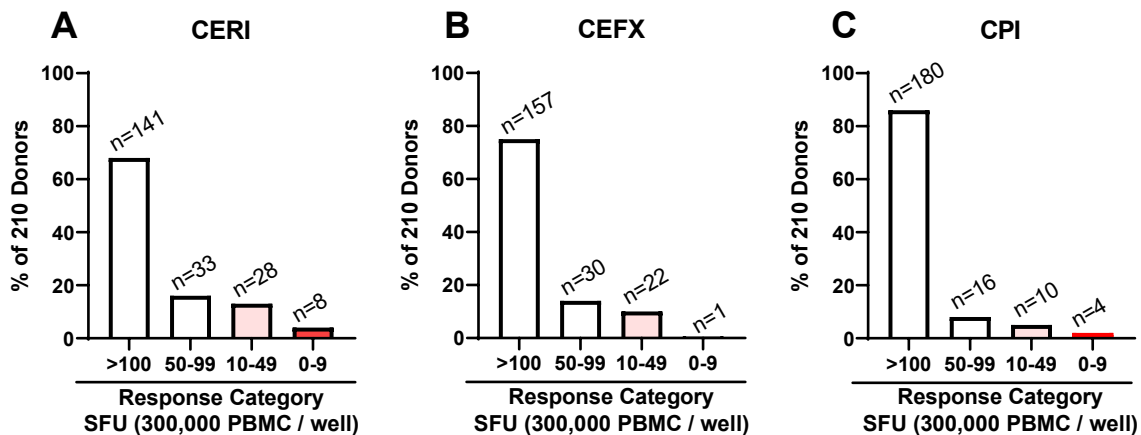 A
CERI
% of 210 Donors
100
80
60
40
20
0
n=141
n=33
n=28
n=8
>100 50-99 10-49 0-9
Response Category
SFU (300,000 PBMC / well)
B
CEFX
% of 210 Donors
100
80
60
40
20
0
n=157
n=30
n=22
n=1
>100 50-99 10-49 0-9
Response Category
SFU (300,000 PBMC / well)
C
CPI
% of 210 Donors
100
80
60
40
20
0
n=180
n=16
n=10
n=4
>100 50-99 10-49 0-9
Response Category
SFU (300,000 PBMC / well)